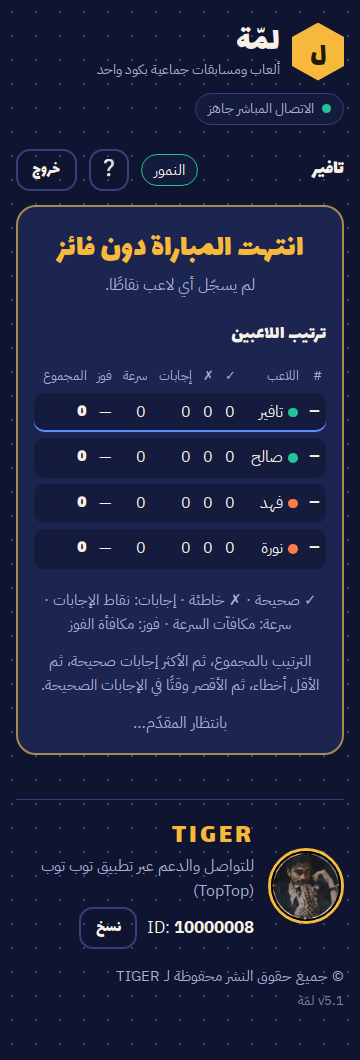 ل
لمّة
ألعاب ومسابقات جماعية بكود واحد
الاتصال المباشر جاهز
تافير
النمور
?
خروج
انتهت المباراة دون فائز
لم يسجّل أي لاعب نقاطًا.
ترتيب اللاعبين
# اللاعب ✓ ✗ إجابات سرعة فوز المجموع
– تافير 0 0 0 0 — 0
– صالح 0 0 0 0 — 0
– فهد 0 0 0 0 — 0
– نورة 0 0 0 0 — 0
✓ صحيحة · ✗ خاطئة · إجابات: نقاط الإجابات ·
سرعة: مكافآت السرعة · فوز: مكافأة الفوز
الترتيب بالمجموع، ثم الأكثر إجابات صحيحة، ثم
الأقل أخطاء، ثم الأقصر وقتًا في الإجابات الصحيحة.
بانتظار المقدّم...
TIGER
للتواصل والدعم عبر تطبيق توب توب
(TopTop)
ID: 10000008
نسخ
© جميع حقوق النشر محفوظة لـ TIGER
لمّة v5.1